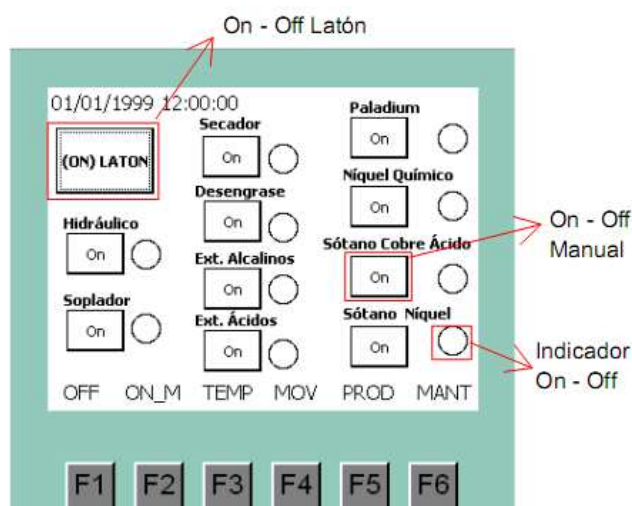 On - Off Latón
01/01/1999 12:00:00
(ON) LATON
Hidráulico
On
Soplador
On
Secador
On
Desengrase
On
Ext. Alcalinos
On
Ext. Ácidos
On
Paladium
On
Níquel Químico
On
Sótano Cobre Ácido
On
Sótano Níquel
On
On - Off
Manual
Indicador
On - Off
OFF ON_M TEMP MOV PROD MANT
F1 F2 F3 F4 F5 F6